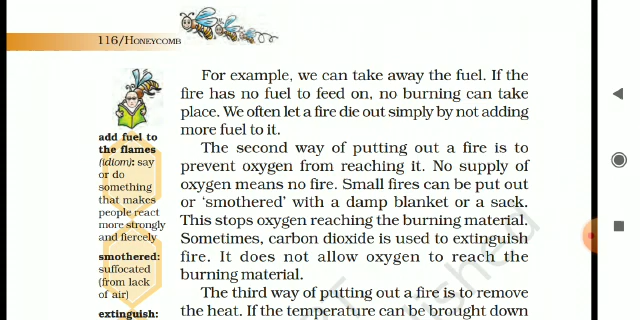 116/HONEYCOMB
For example, we can take away the fuel. If the
fire has no fuel to feed on, no burning can take
place. We often let a fire die out simply by not adding
more fuel to it.
The second way of putting out a fire is to
prevent oxygen from reaching it. No supply of
oxygen means no fire. Small fires can be put out
or ‘smothered’ with a damp blanket or a sack.
This stops oxygen reaching the burning material.
Sometimes, carbon dioxide is used to extinguish
fire. It does not allow oxygen to reach the
burning material.
The third way of putting out a fire is to remove
the heat. If the temperature can be brought down
add fuel to
the flames
(idiom): say
or do
something
that makes
people react
more strongly
and fiercely
smothered:
suffocated
(from lack
of air)
extinguish: